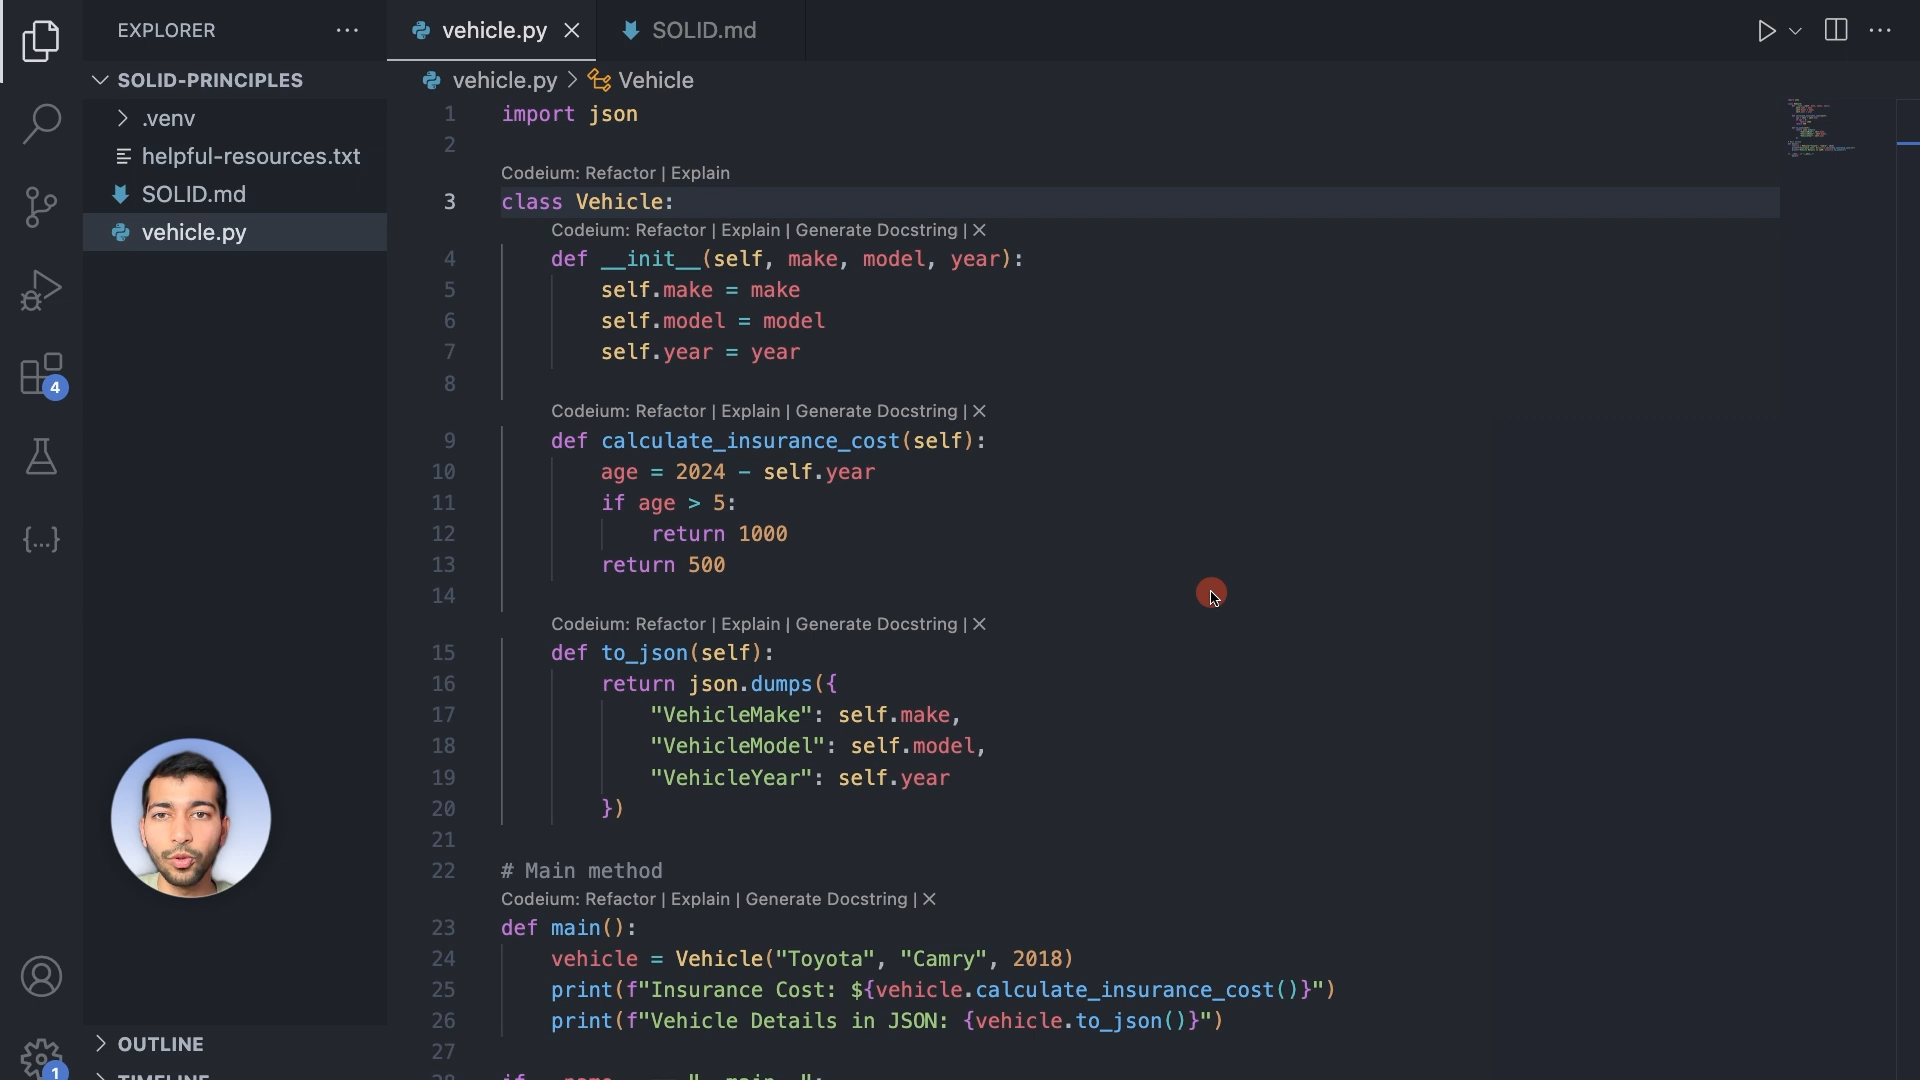 EXPLORER
SOLID-PRINCIPLES
.venv
helpful-resources.txt
SOLID.md
vehicle.py
4
OUTLINE
1
TIMELINE
vehicle.py SOLID.md
vehicle.py > Vehicle
1 import json
2
Codeium: Refactor | Explain
3 class Vehicle:
Codeium: Refactor | Explain | Generate Docstring | ×
4 def __init__(self, make, model, year):
5 self.make = make
6 self.model = model
7 self.year = year
8
Codeium: Refactor | Explain | Generate Docstring | ×
9 def calculate_insurance_cost(self):
10 age = 2024 - self.year
11 if age > 5:
12 return 1000
13 return 500
14
Codeium: Refactor | Explain | Generate Docstring | ×
15 def to_json(self):
16 return json.dumps({
17 "VehicleMake": self.make,
18 "VehicleModel": self.model,
19 "VehicleYear": self.year
20 })
21
22 # Main method
Codeium: Refactor | Explain | Generate Docstring | ×
23 def main():
24 vehicle = Vehicle("Toyota", "Camry", 2018)
25 print(f"Insurance Cost: ${vehicle.calculate_insurance_cost()}")
26 print(f"Vehicle Details in JSON: {vehicle.to_json()}")
27
28 if __name__ == "__main__":